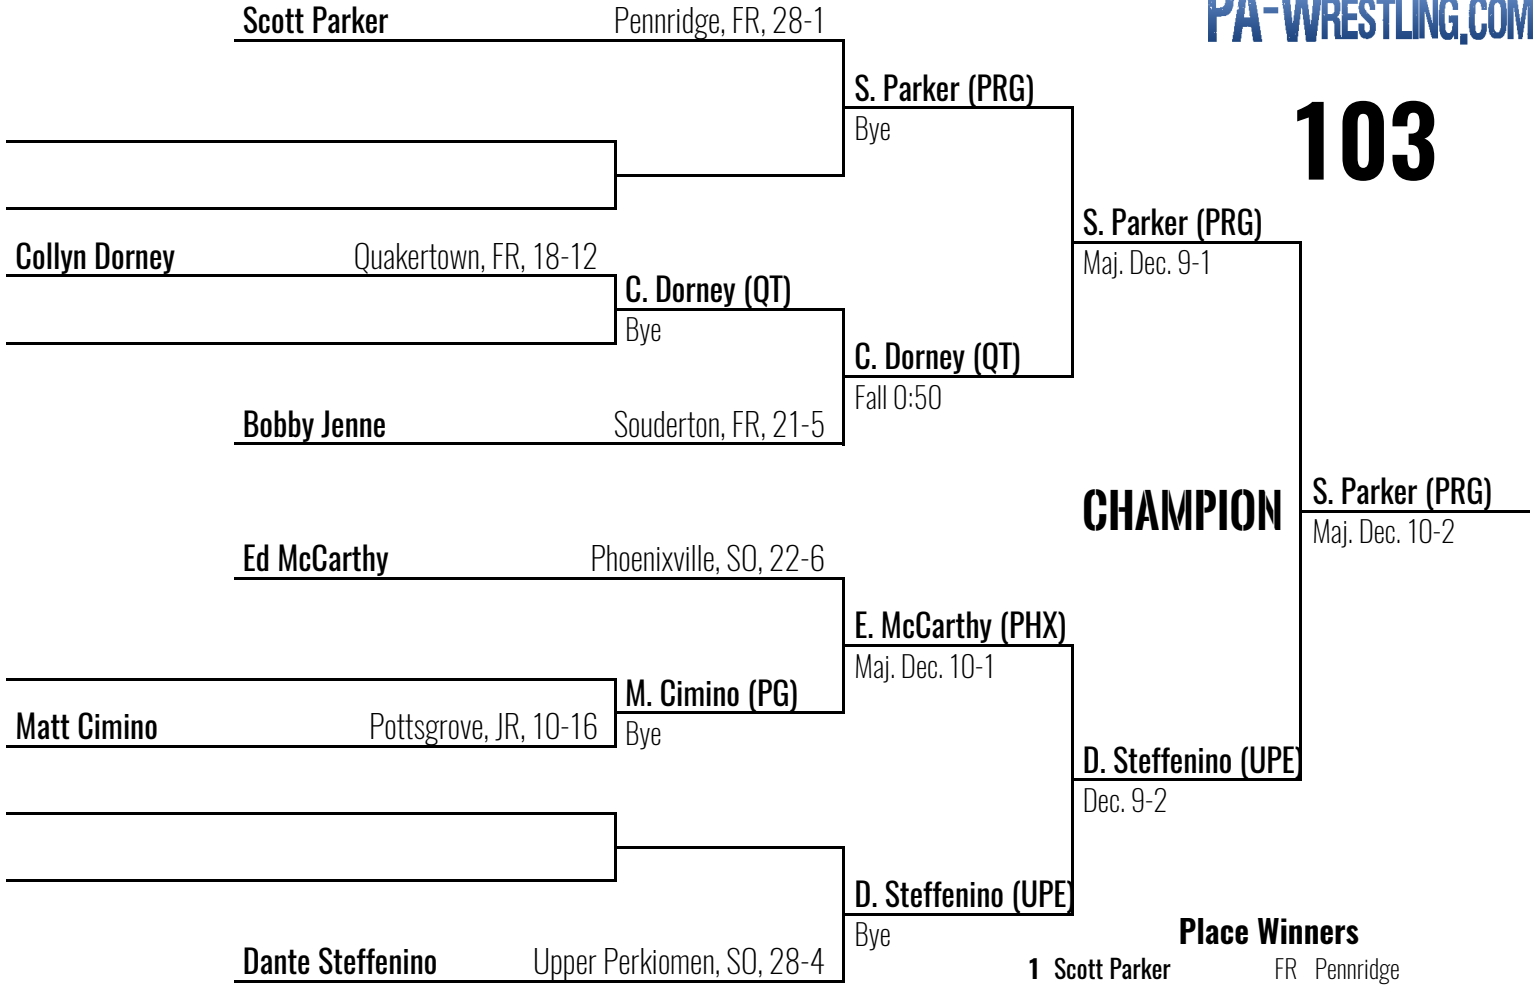 PA-WRESTLING.COM
103
Scott Parker Pennridge, FR, 28-1
S. Parker (PRG)
Bye
S. Parker (PRG)
Maj. Dec. 9-1
Collyn Dorney Quakertown, FR, 18-12
C. Dorney (QT)
Bye
C. Dorney (QT)
Fall 0:50
Bobby Jenne Souderton, FR, 21-5
CHAMPION
S. Parker (PRG)
Maj. Dec. 10-2
Ed McCarthy Phoenixville, SO, 22-6
E. McCarthy (PHX)
Maj. Dec. 10-1
M. Cimino (PG)
Matt Cimino Pottsgrove, JR, 10-16
Bye
D. Steffenino (UPE)
Dec. 9-2
D. Steffenino (UPE)
Bye
Dante Steffenino Upper Perkiomen, SO, 28-4
Place Winners
1 Scott Parker FR Pennridge